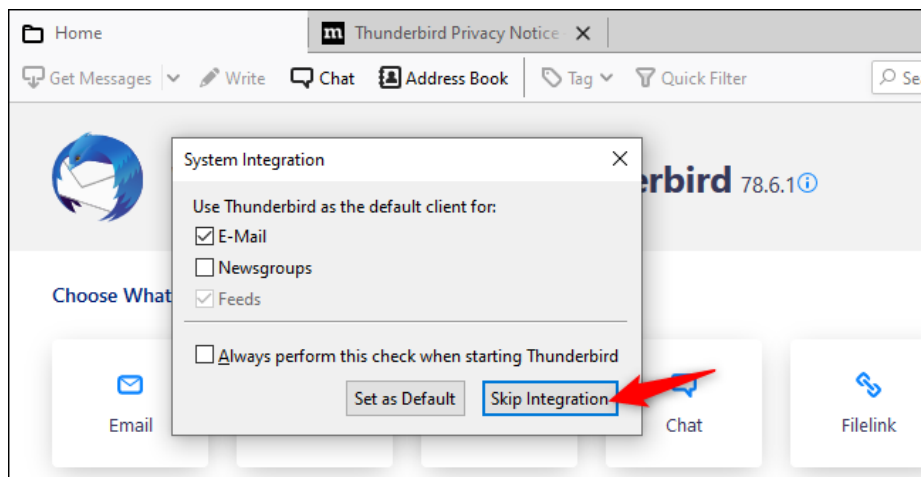 Home
m Thunderbird Privacy Notice
Get Messages Write Chat Address Book Tag Quick Filter
System Integration
erbird 78.6.1
Use Thunderbird as the default client for:
E-Mail
Newsgroups
Feeds
Choose What
Always perform this check when starting Thunderbird
Set as Default Skip Integration
Email Chat Filelink